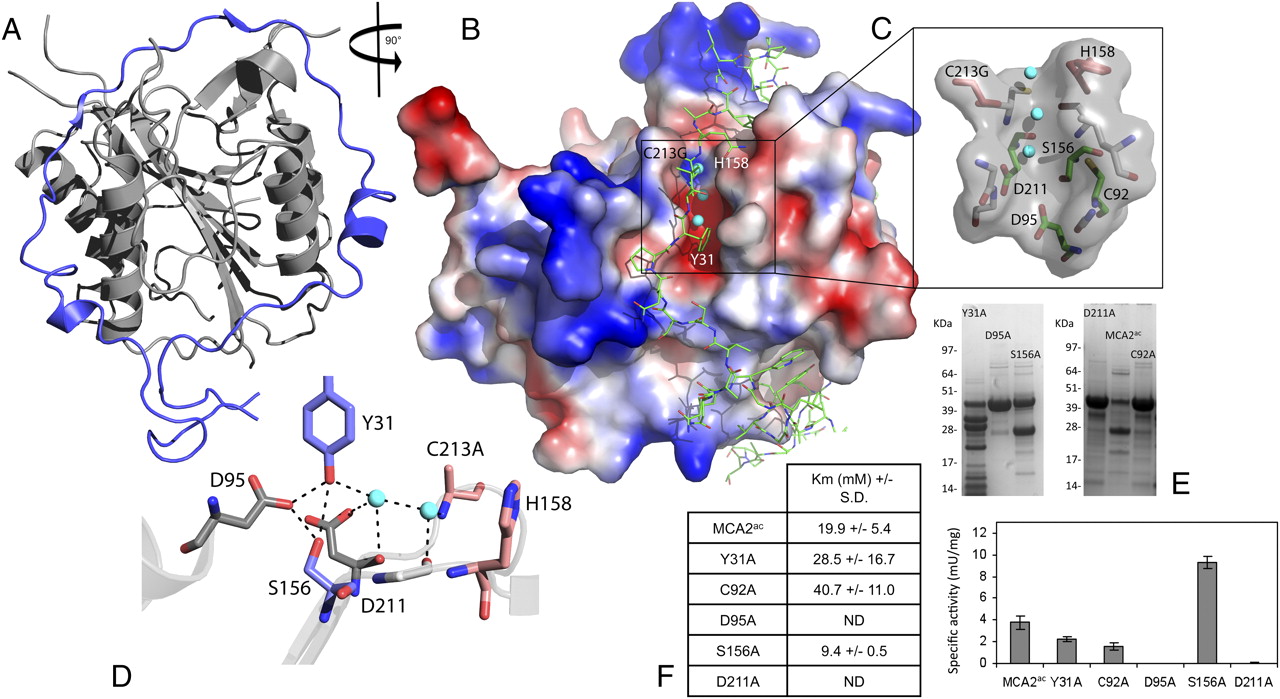 A
90°
B
C213G
H158
Y31
C
H158
C213G
S156
D211
C92
D95
Y31
D95
C213A
H158
S156
D211
D
Y31A
KDa
D95A
S156A
97-
64-
51-
39-
28-
17-
14-
D211A
KDa
MCA2ac
C92A
97-
64-
51-
39-
28-
17-
14-
E
Km (mM) +/-
S.D.
MCA2ac 19.9 +/- 5.4
Y31A 28.5 +/- 16.7
C92A 40.7 +/- 11.0
D95A ND
S156A 9.4 +/- 0.5
D211A ND
F
Specific activity (mU/mg)
12
10
8
6
4
2
0
MCA2ac Y31A C92A D95A S156A D211A